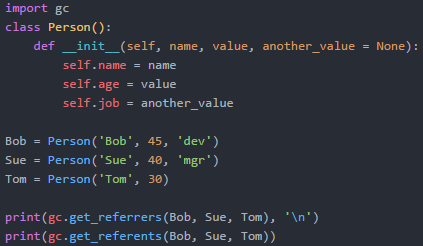 import gc
class Person():
    def __init__(self, name, value, another_value = None):
        self.name = name
        self.age = value
        self.job = another_value

Bob = Person('Bob', 45, 'dev')
Sue = Person('Sue', 40, 'mgr')
Tom = Person('Tom', 30)

print(gc.get_referrers(Bob, Sue, Tom), '\n')
print(gc.get_referents(Bob, Sue, Tom))